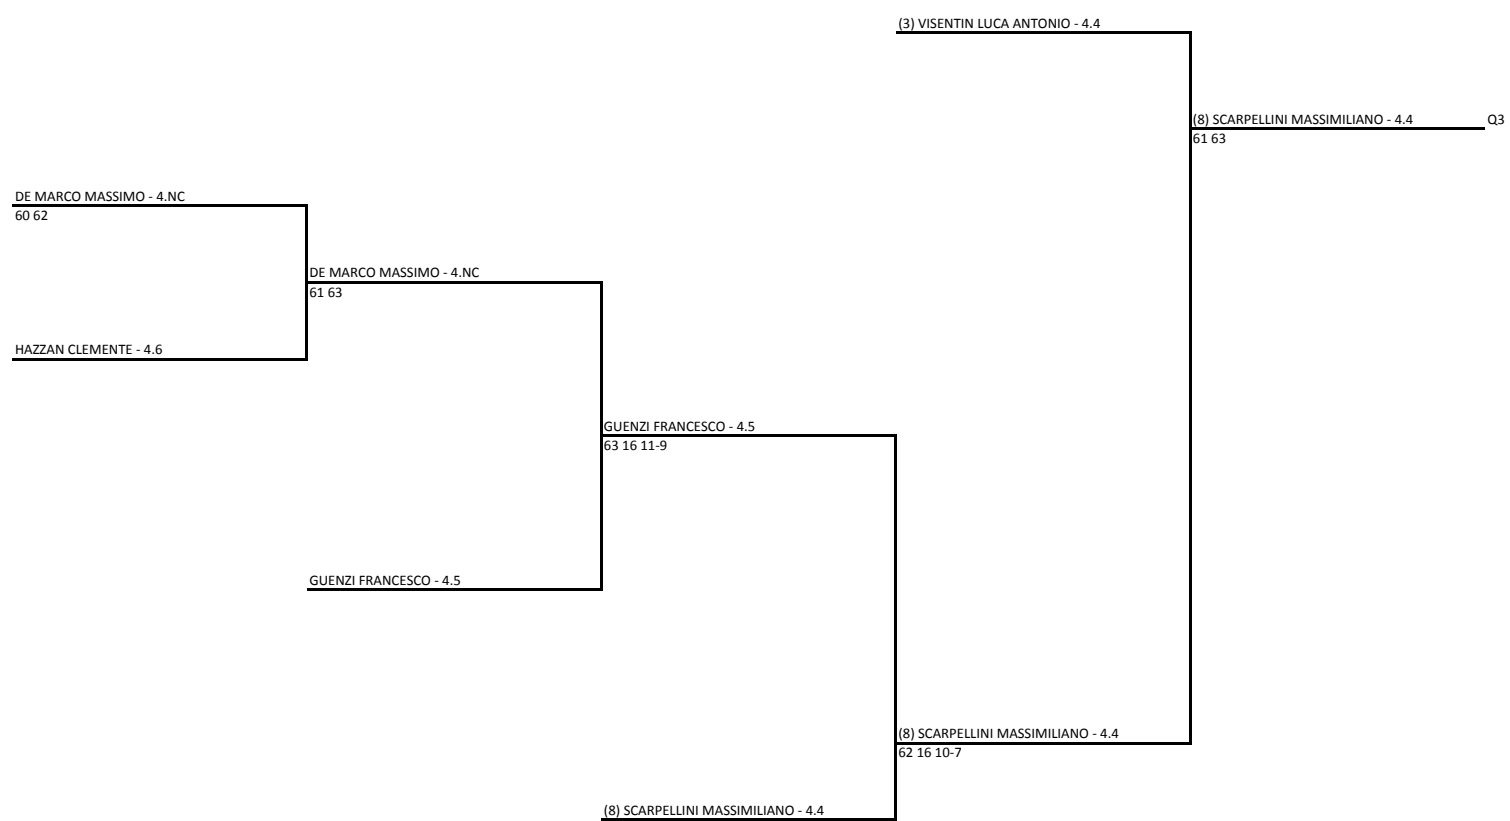 (3) VISENTIN LUCA ANTONIO - 4.4
(8) SCARPELLINI MASSIMILIANO - 4.4 Q3
61 63
DE MARCO MASSIMO - 4.NC
60 62
DE MARCO MASSIMO - 4.NC
61 63
HAZZAN CLEMENTE - 4.6
GUENZI FRANCESCO - 4.5
63 16 11-9
GUENZI FRANCESCO - 4.5
(8) SCARPELLINI MASSIMILIANO - 4.4
62 16 10-7
(8) SCARPELLINI MASSIMILIANO - 4.4